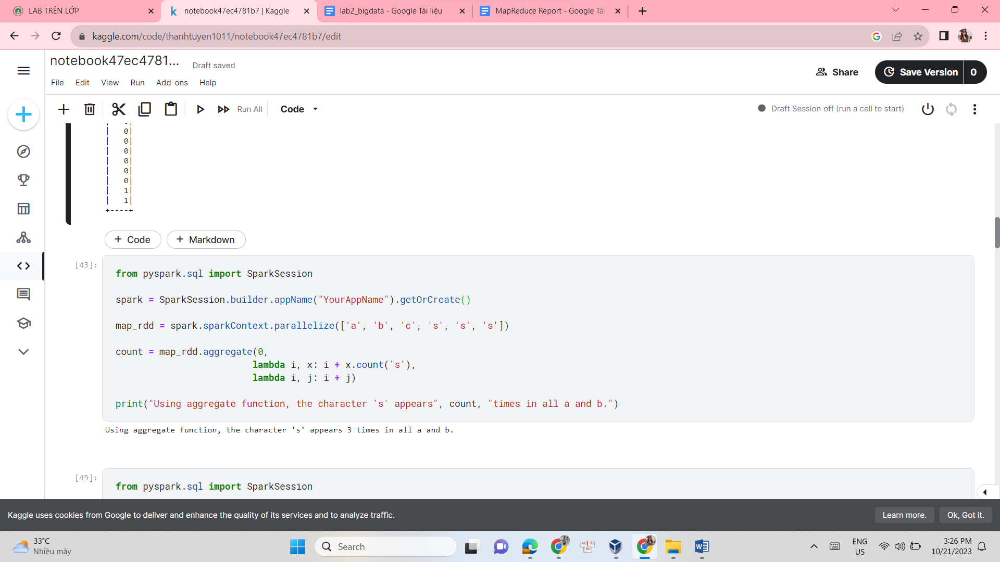 LAB TRÊN LỚP
notebook47ec4781b7 | Kaggle
lab2_bigdata - Google Tài liệu
MapReduce Report - Google Tài
kaggle.com/code/thanhtuyen1011/notebook47ec4781b7/edit
notebook47ec4781...
Draft saved
Share
Save Version
0
File Edit View Run Add-ons Help
Run All
Code
Draft Session off (run a cell to start)
| 0|
| 0|
| 0|
| 0|
| 0|
| 0|
| 1|
| 1|
+----+
+ Code
+ Markdown
[43]:
from pyspark.sql import SparkSession
spark = SparkSession.builder.appName("YourAppName").getOrCreate()
map_rdd = spark.sparkContext.parallelize(['a', 'b', 'c', 's', 's', 's'])
count = map_rdd.aggregate(0,
lambda i, x: i + x.count('s'),
lambda i, j: i + j)
print("Using aggregate function, the character 's' appears", count, "times in all a and b.")
Using aggregate function, the character 's' appears 3 times in all a and b.
[49]:
from pyspark.sql import SparkSession
Kaggle uses cookies from Google to deliver and enhance the quality of its services and to analyze traffic.
Learn more.
Ok, Got it.
33°C
Nhiều mây
Search
ENG
US
3:26 PM
10/21/2023